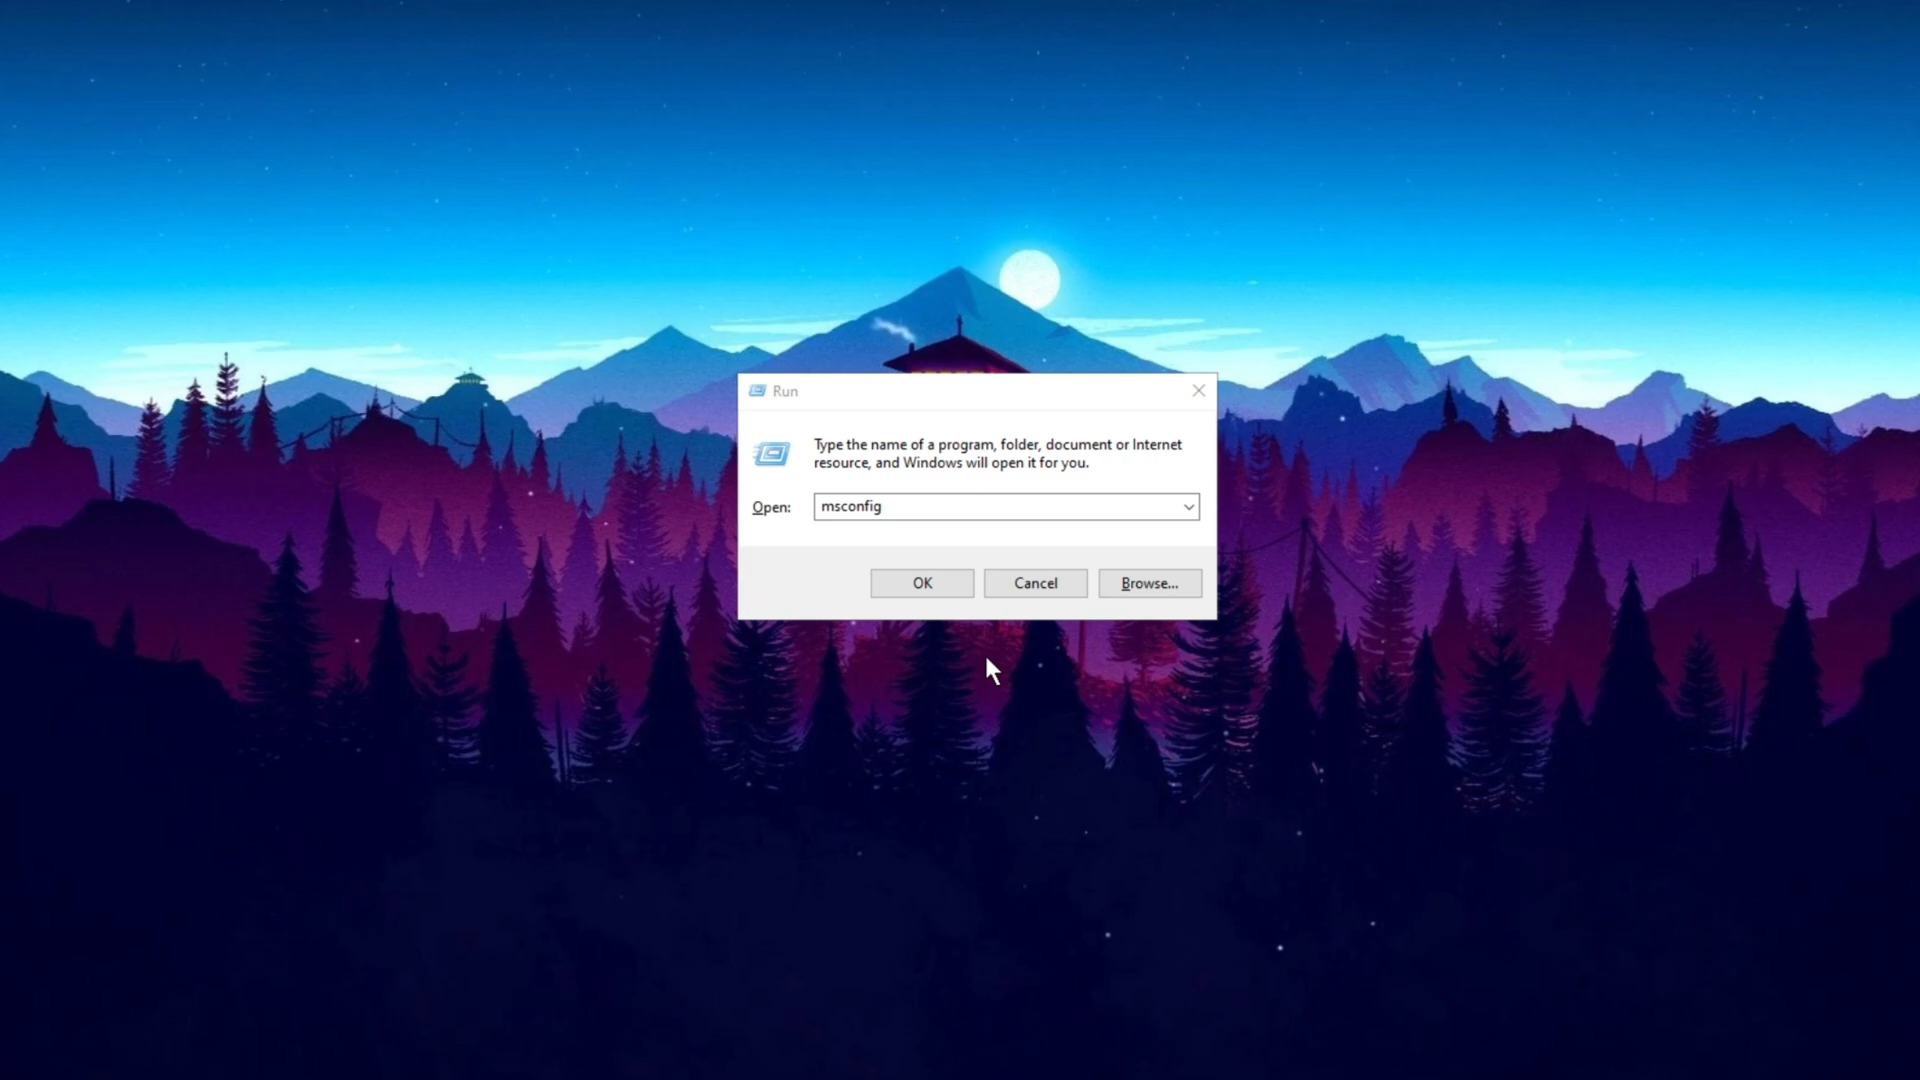 Run
Type the name of a program, folder, document or Internet
resource, and Windows will open it for you.
Open: msconfig
OK Cancel Browse...